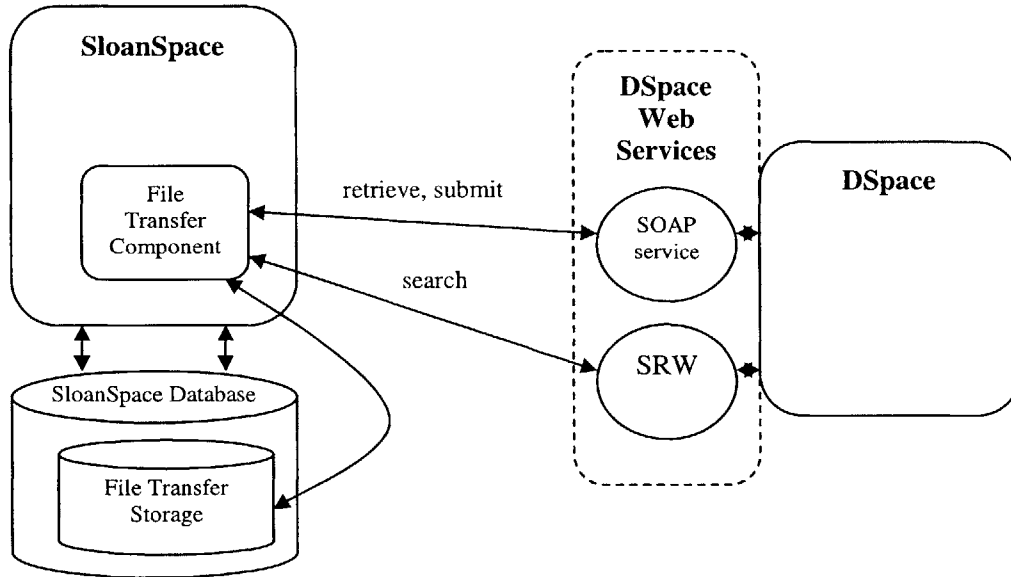 SloanSpace
File
Transfer
Component
retrieve, submit
search
DSpace
Web
Services
SOAP
service
SRW
DSpace
SloanSpace Database
File Transfer
Storage